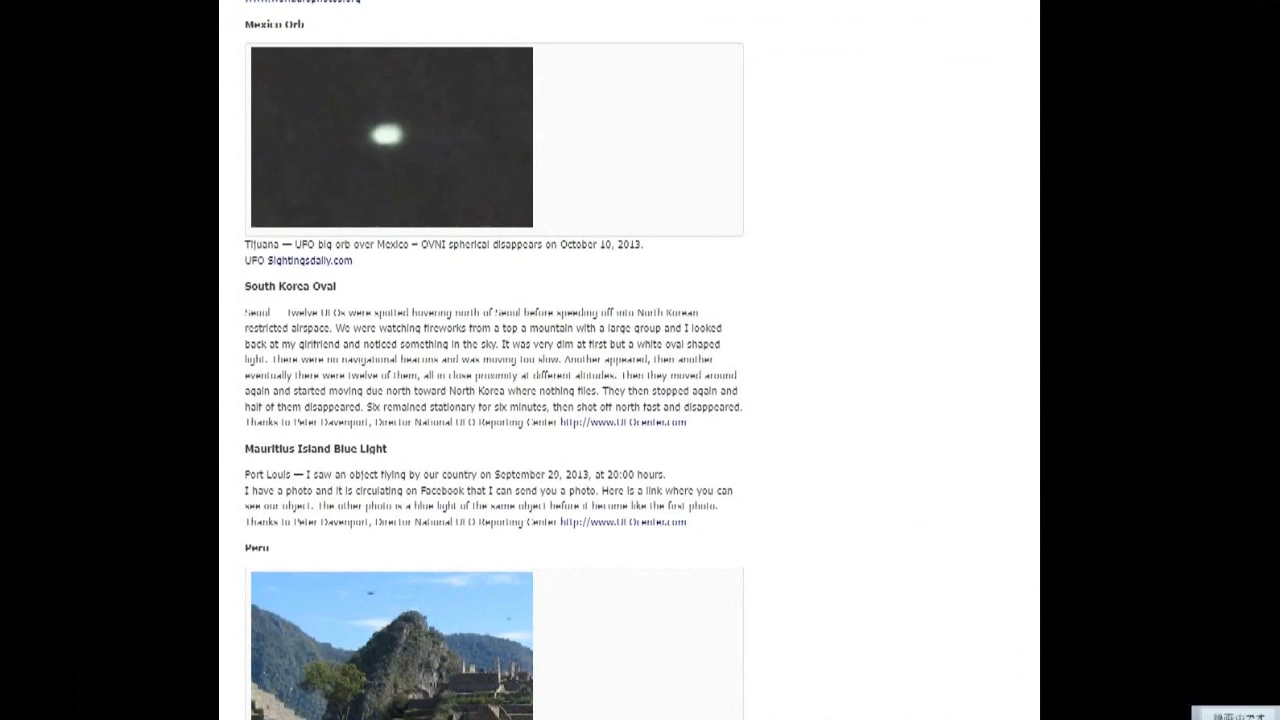 Mexico Orb
Tijuana — UFO big orb over Mexico – OVNI spherical disappears on October 10, 2013.
UFO Sightingsdaily.com
South Korea Oval
Seoul — Twelve UFOs were spotted hovering north of Seoul before speeding off into North Korean
restricted airspace. We were watching fireworks from a top a mountain with a large group and I looked
back at my girlfriend and noticed something in the sky. It was very dim at first but a white oval shaped
light. There were no navigational beacons and was moving too slow. Another appeared, then another
eventually there were twelve of them, all in close proximity at different altitudes. Then they moved around
again and started moving due north toward North Korea where nothing flies. They then stopped again and
half of them disappeared. Six remained stationary for six minutes, then shot off north fast and disappeared.
Thanks to Peter Davenport, Director National UFO Reporting Center http://www.UFOcenter.com
Mauritius Island Blue Light
Port Louis — I saw an object flying by our country on September 29, 2013, at 20:00 hours.
I have a photo and it is circulating on Facebook that I can send you a photo. Here is a link where you can
see our object. The other photo is a blue light of the same object before it become like the first photo.
Thanks to Peter Davenport, Director National UFO Reporting Center http://www.UFOcenter.com
Peru